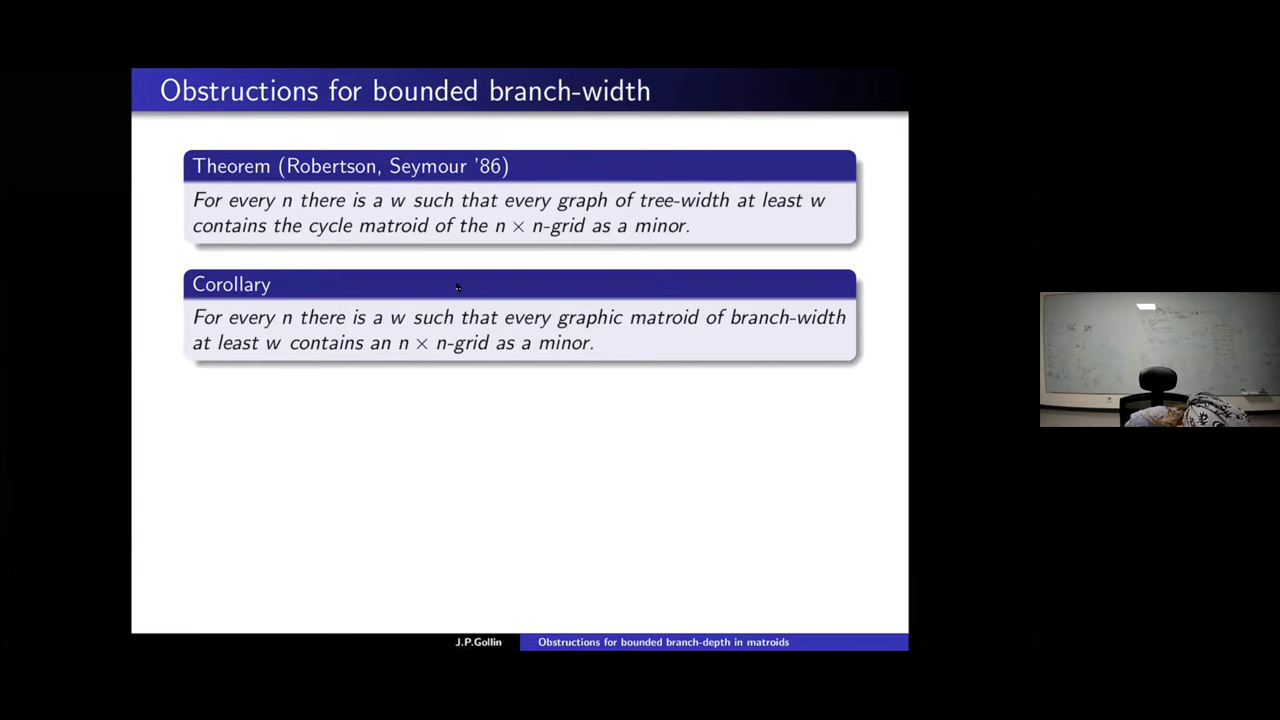 Obstructions for bounded branch-width
Theorem (Robertson, Seymour '86)
For every n there is a w such that every graph of tree-width at least w
contains the cycle matroid of the n × n-grid as a minor.
Corollary
For every n there is a w such that every graphic matroid of branch-width
at least w contains an n × n-grid as a minor.
J.P.Gollin
Obstructions for bounded branch-depth in matroids